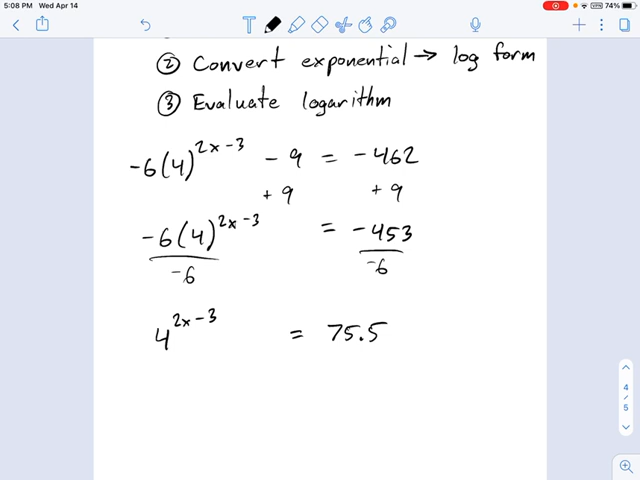 5:08 PM Wed Apr 14
VPN 74%
② Convert exponential → log form
③ Evaluate logarithm
-6(4)^{2x-3} - 9 = -462
+ 9 + 9
-6(4)^{2x-3} = -453
-6 -6
4^{2x-3} = 75.5
4
/
5